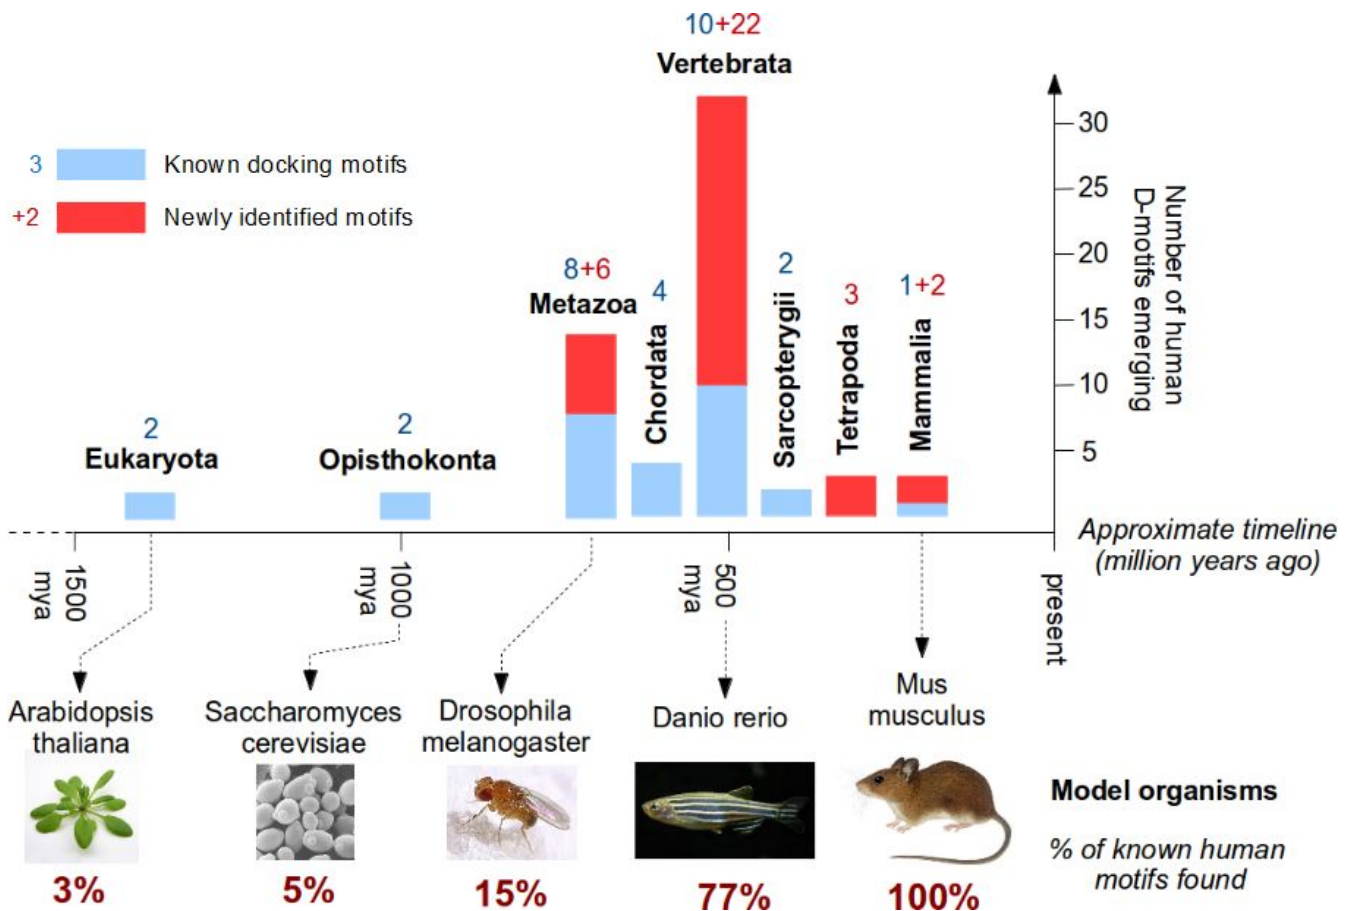 10+22
Vertebrata
3 Known docking motifs
+2 Newly identified motifs
8+6
Metazoa
4
Chordata
2
Sarcopterygii
3
Tetrapoda
1+2
Mammalia
2
Eukaryota
2
Opisthokonta
30
25
20
15
10
5
Number of human
D-motifs emerging
Approximate timeline
(million years ago)
1500
mya
1000
mya
500
mya
present
Arabidopsis
thaliana
Saccharomyces
cerevisiae
Drosophila
melanogaster
Danio rerio
Mus
musculus
Model organisms
% of known human
motifs found
3%
5%
15%
77%
100%